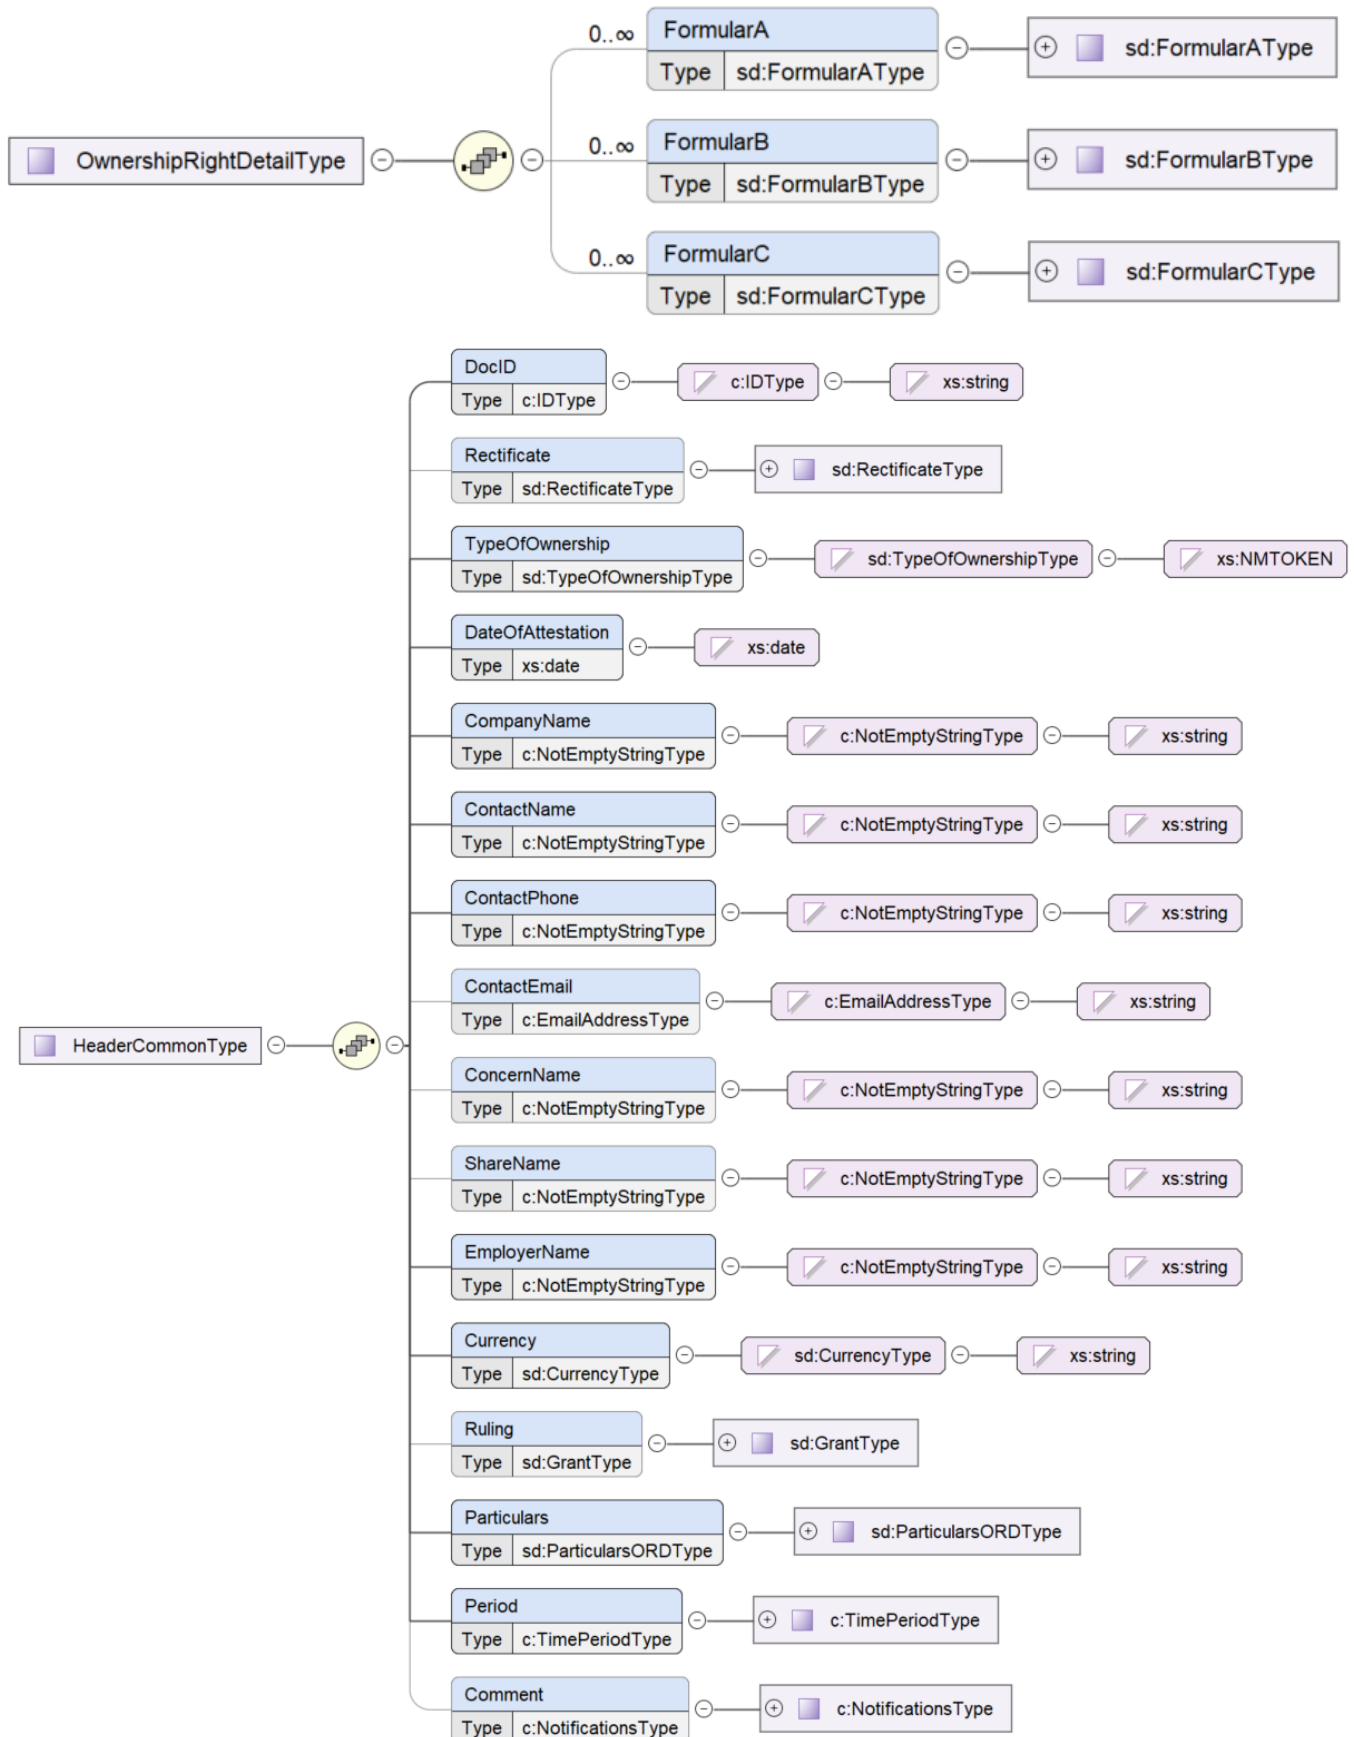 0..∞
FormularA
Type sd:FormularAType
sd:FormularAType
OwnershipRightDetailType
0..∞
FormularB
Type sd:FormularBType
sd:FormularBType
0..∞
FormularC
Type sd:FormularCType
sd:FormularCType
HeaderCommonType
DocID
Type c:IDType
c:IDType
xs:string
Rectificate
Type sd:RectificateType
sd:RectificateType
TypeOfOwnership
Type sd:TypeOfOwnershipType
sd:TypeOfOwnershipType
xs:NMTOKEN
DateOfAttestation
Type xs:date
xs:date
CompanyName
Type c:NotEmptyStringType
c:NotEmptyStringType
xs:string
ContactName
Type c:NotEmptyStringType
c:NotEmptyStringType
xs:string
ContactPhone
Type c:NotEmptyStringType
c:NotEmptyStringType
xs:string
ContactEmail
Type c:EmailAddressType
c:EmailAddressType
xs:string
ConcernName
Type c:NotEmptyStringType
c:NotEmptyStringType
xs:string
ShareName
Type c:NotEmptyStringType
c:NotEmptyStringType
xs:string
EmployerName
Type c:NotEmptyStringType
c:NotEmptyStringType
xs:string
Currency
Type sd:CurrencyType
sd:CurrencyType
xs:string
Ruling
Type sd:GrantType
sd:GrantType
Particulars
Type sd:ParticularsORDType
sd:ParticularsORDType
Period
Type c:TimePeriodType
c:TimePeriodType
Comment
Type c:NotificationsType
c:NotificationsType